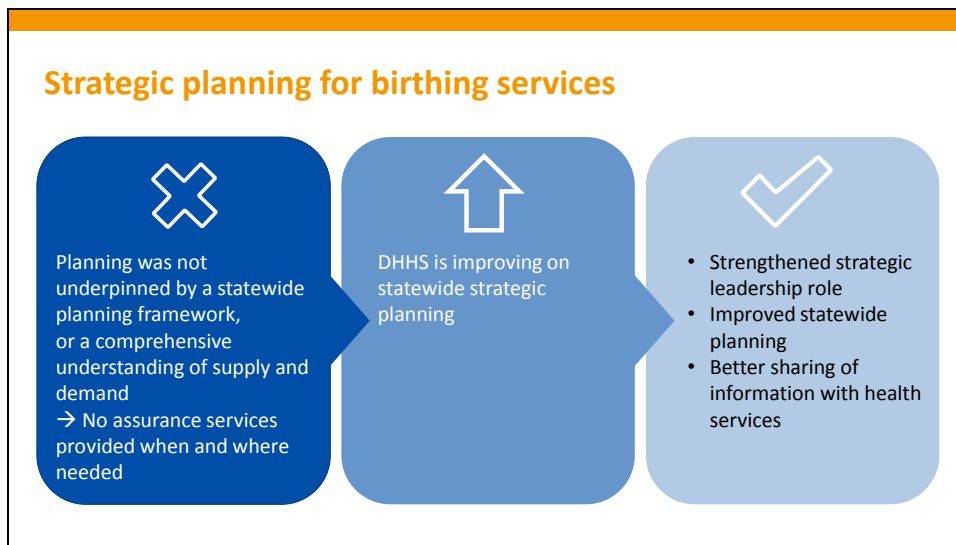 Strategic planning for birthing services
Planning was not
underpinned by a statewide
planning framework,
or a comprehensive
understanding of supply and
demand
→ No assurance services
provided when and where
needed
DHHS is improving on
statewide strategic
planning
• Strengthened strategic
leadership role
• Improved statewide
planning
• Better sharing of
information with health
services